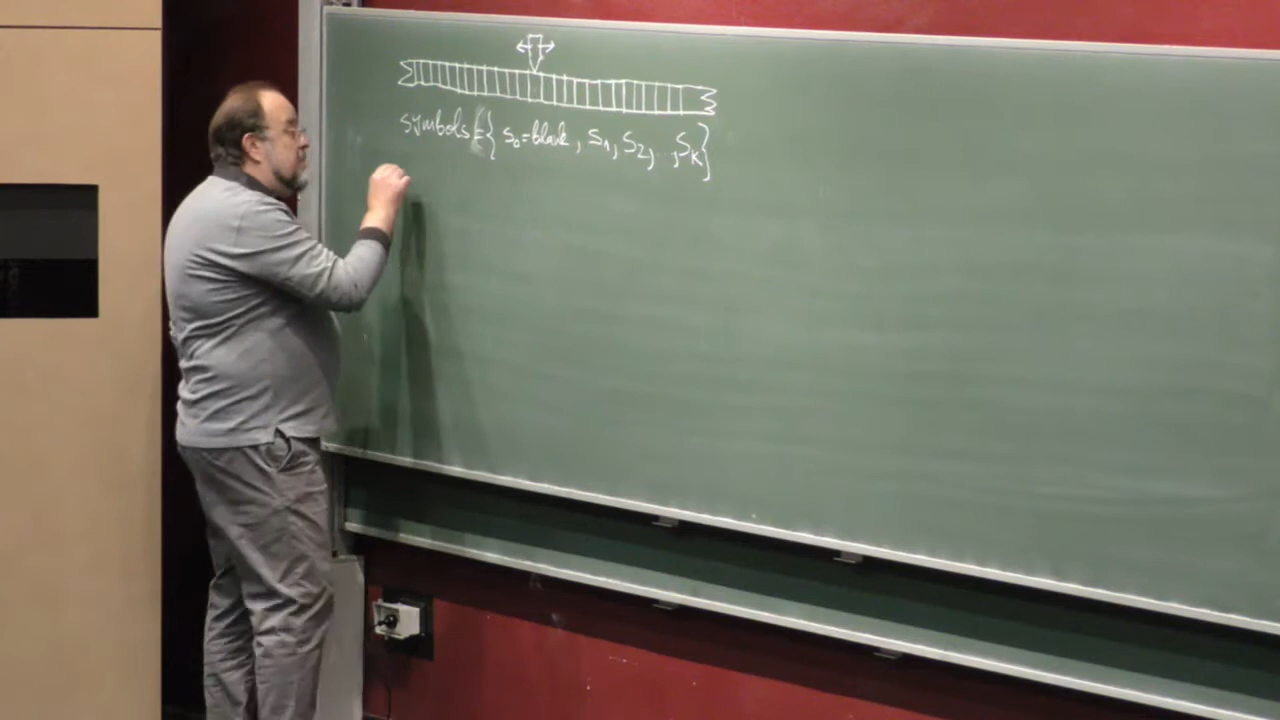 symbols={ S₀=blank, S₁, S₂, ..., Sₖ}